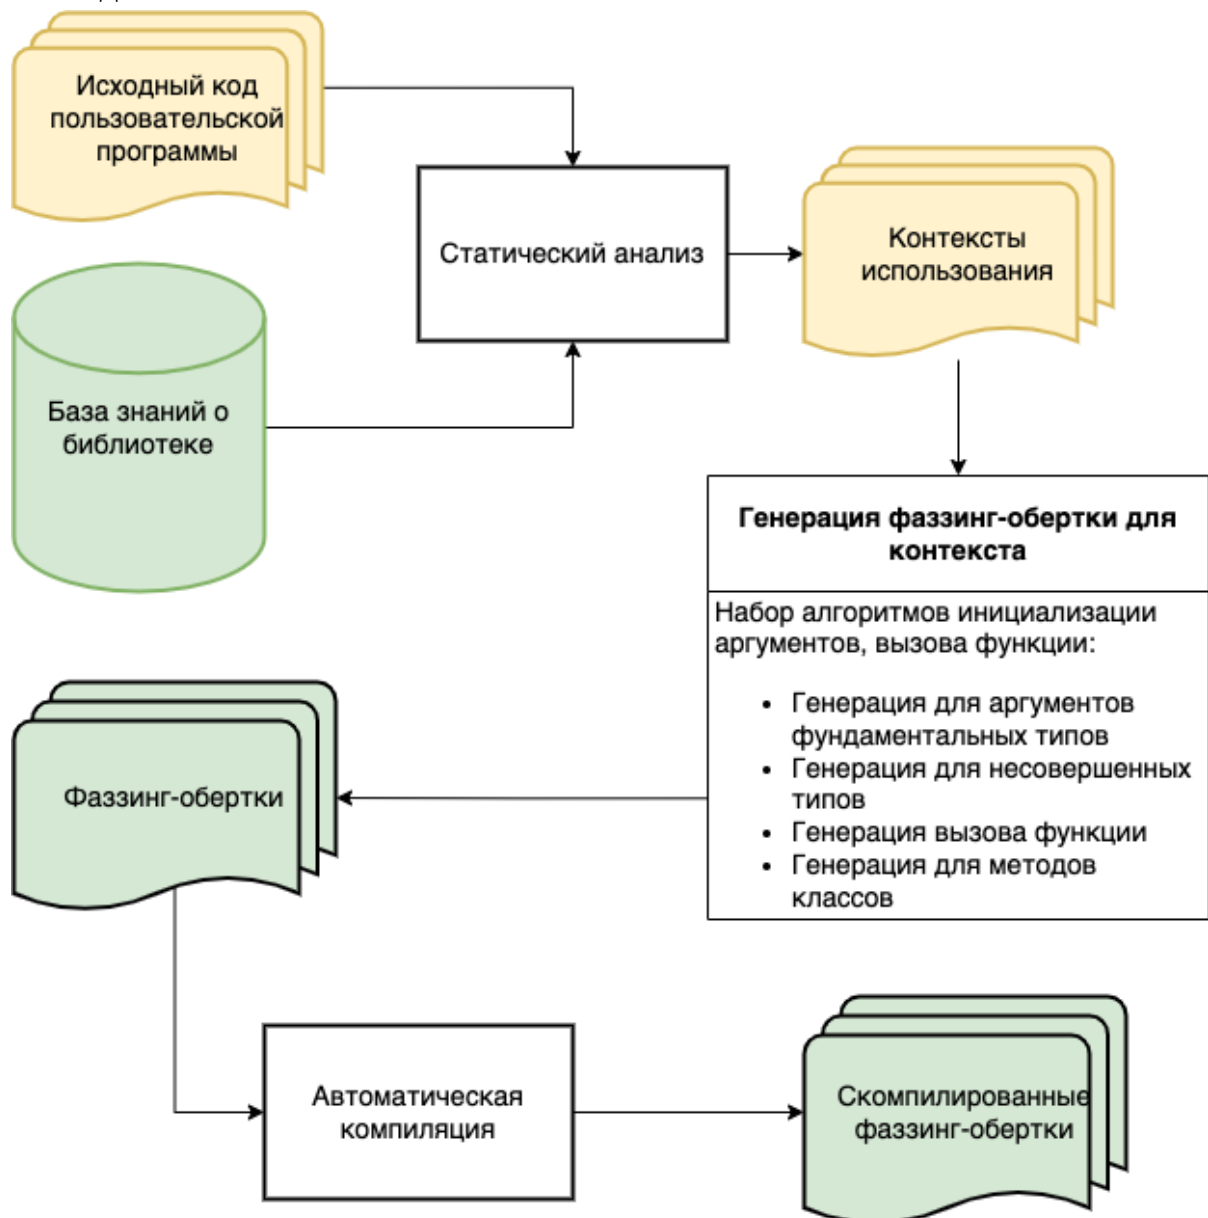 Исходный код
пользовательской
программы
Статический анализ
Контексты
использования
База знаний о
библиотеке
Генерация фаззинг-обертки для
контекста
Набор алгоритмов инициализации
аргументов, вызова функции:
• Генерация для аргументов
фундаментальных типов
• Генерация для несовершенных
типов
• Генерация вызова функции
• Генерация для методов
классов
Фаззинг-обертки
Автоматическая
компиляция
Скомпилированные
фаззинг-обертки